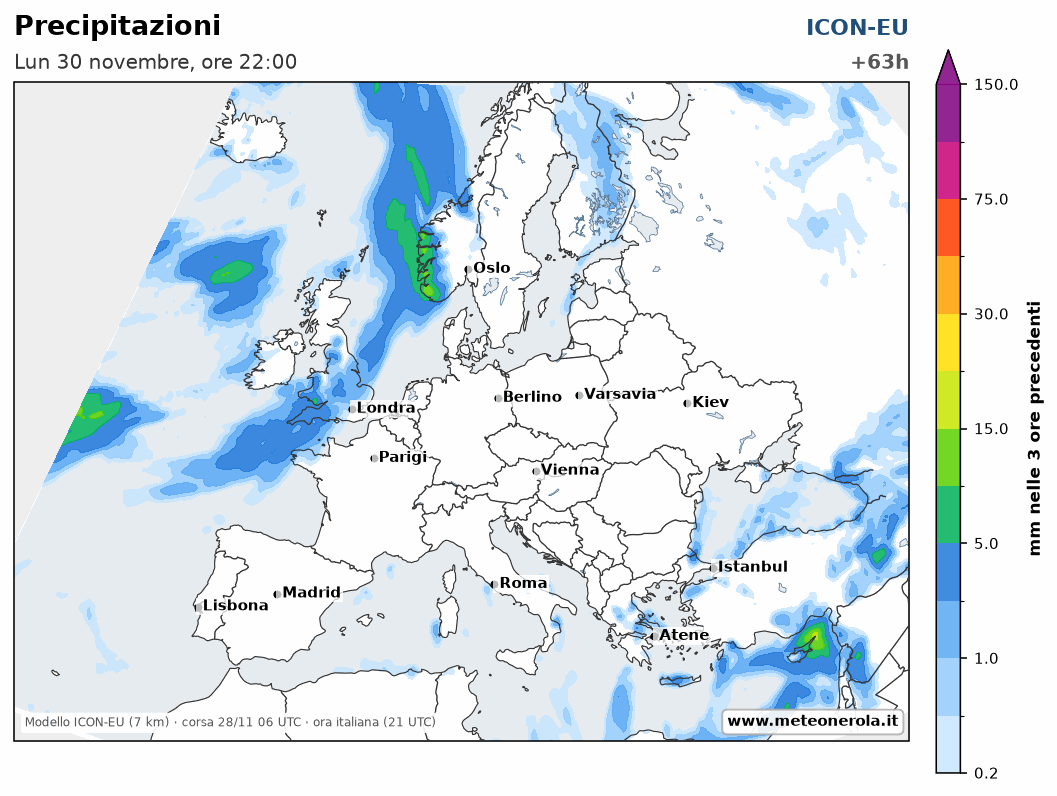 Precipitazioni
ICON-EU
Lun 30 novembre, ore 22:00
+63h
150.0
75.0
30.0
15.0
5.0
1.0
0.2
mm nelle 3 ore precedenti
Oslo
Londra
Berlino
Varsavia
Kiev
Parigi
Vienna
Istanbul
Roma
Madrid
Lisbona
Atene
Modello ICON-EU (7 km) · corsa 28/11 06 UTC · ora italiana (21 UTC)
www.meteonerola.it